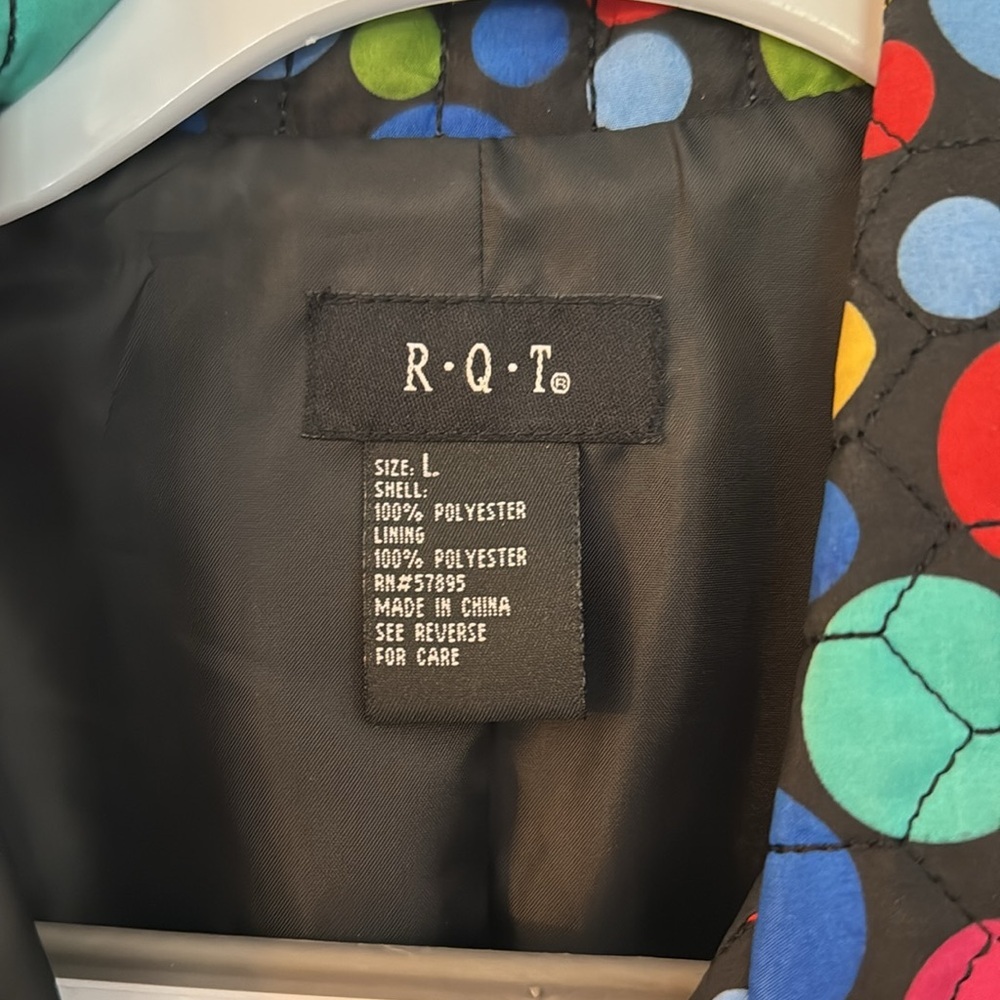 R·Q·T®
SIZE: L
SHELL:
100% POLYESTER
LINING
100% POLYESTER
RN#57895
MADE IN CHINA
SEE REVERSE
FOR CARE